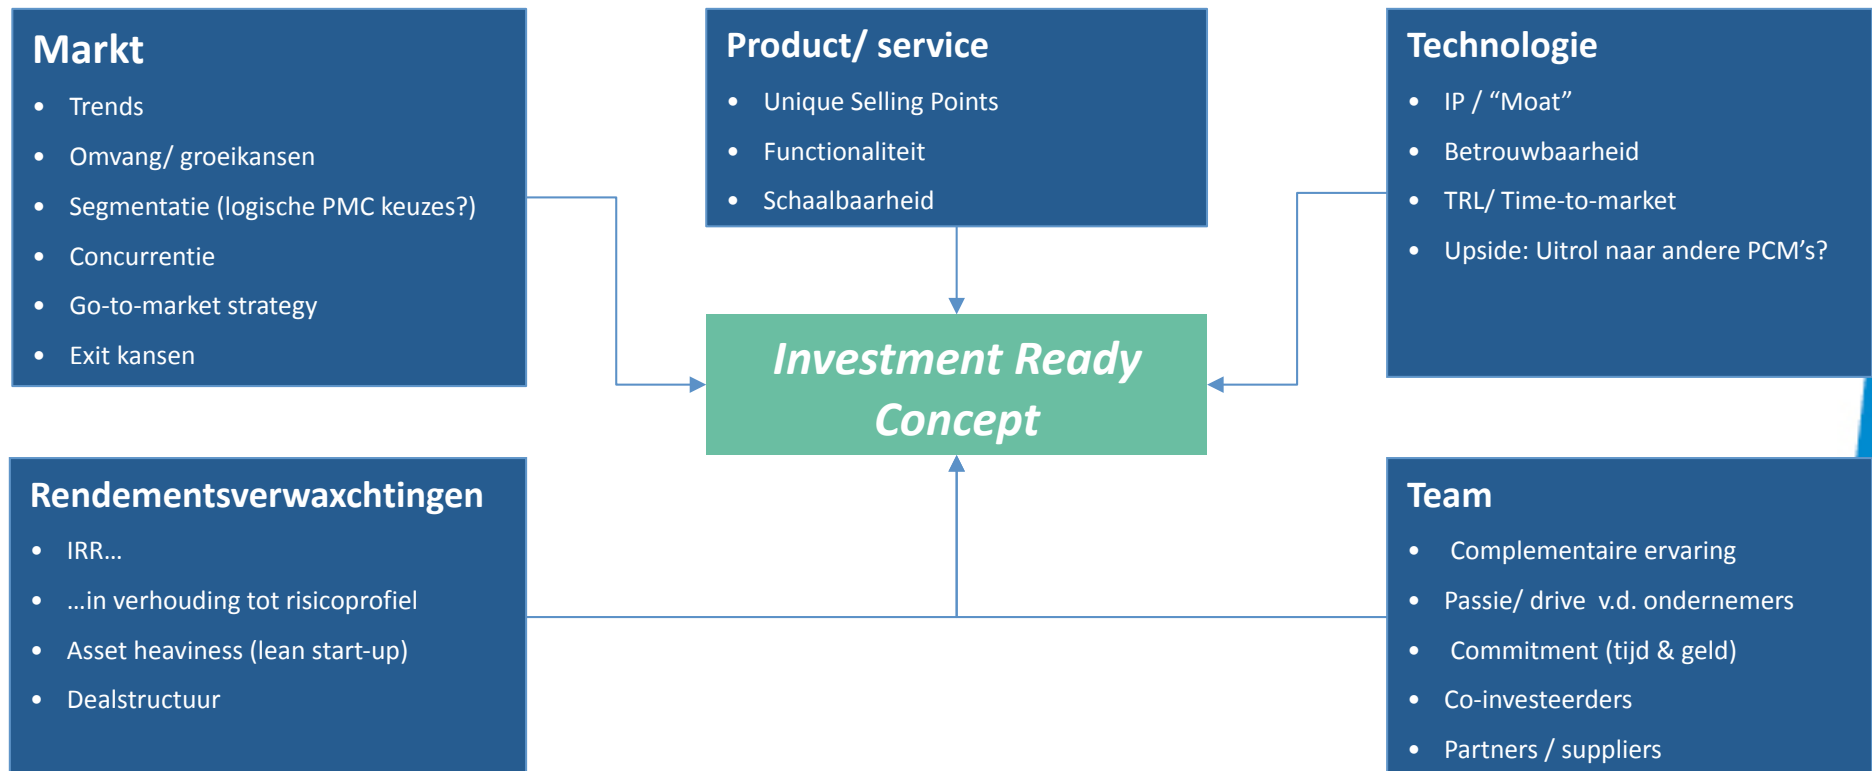 Markt
• Trends
• Omvang/ groeikansen
• Segmentatie (logische PMC keuzes?)
• Concurrentie
• Go-to-market strategy
• Exit kansen
Product/ service
• Unique Selling Points
• Functionaliteit
• Schaalbaarheid
Technologie
• IP / “Moat”
• Betrouwbaarheid
• TRL/ Time-to-market
• Upside: Uitrol naar andere PCM’s?
Investment Ready
Concept
Rendementsverwaxchtingen
• IRR…
• …in verhouding tot risicoprofiel
• Asset heaviness (lean start-up)
• Dealstructuur
Team
• Complementaire ervaring
• Passie/ drive v.d. ondernemers
• Commitment (tijd & geld)
• Co-investeerders
• Partners / suppliers